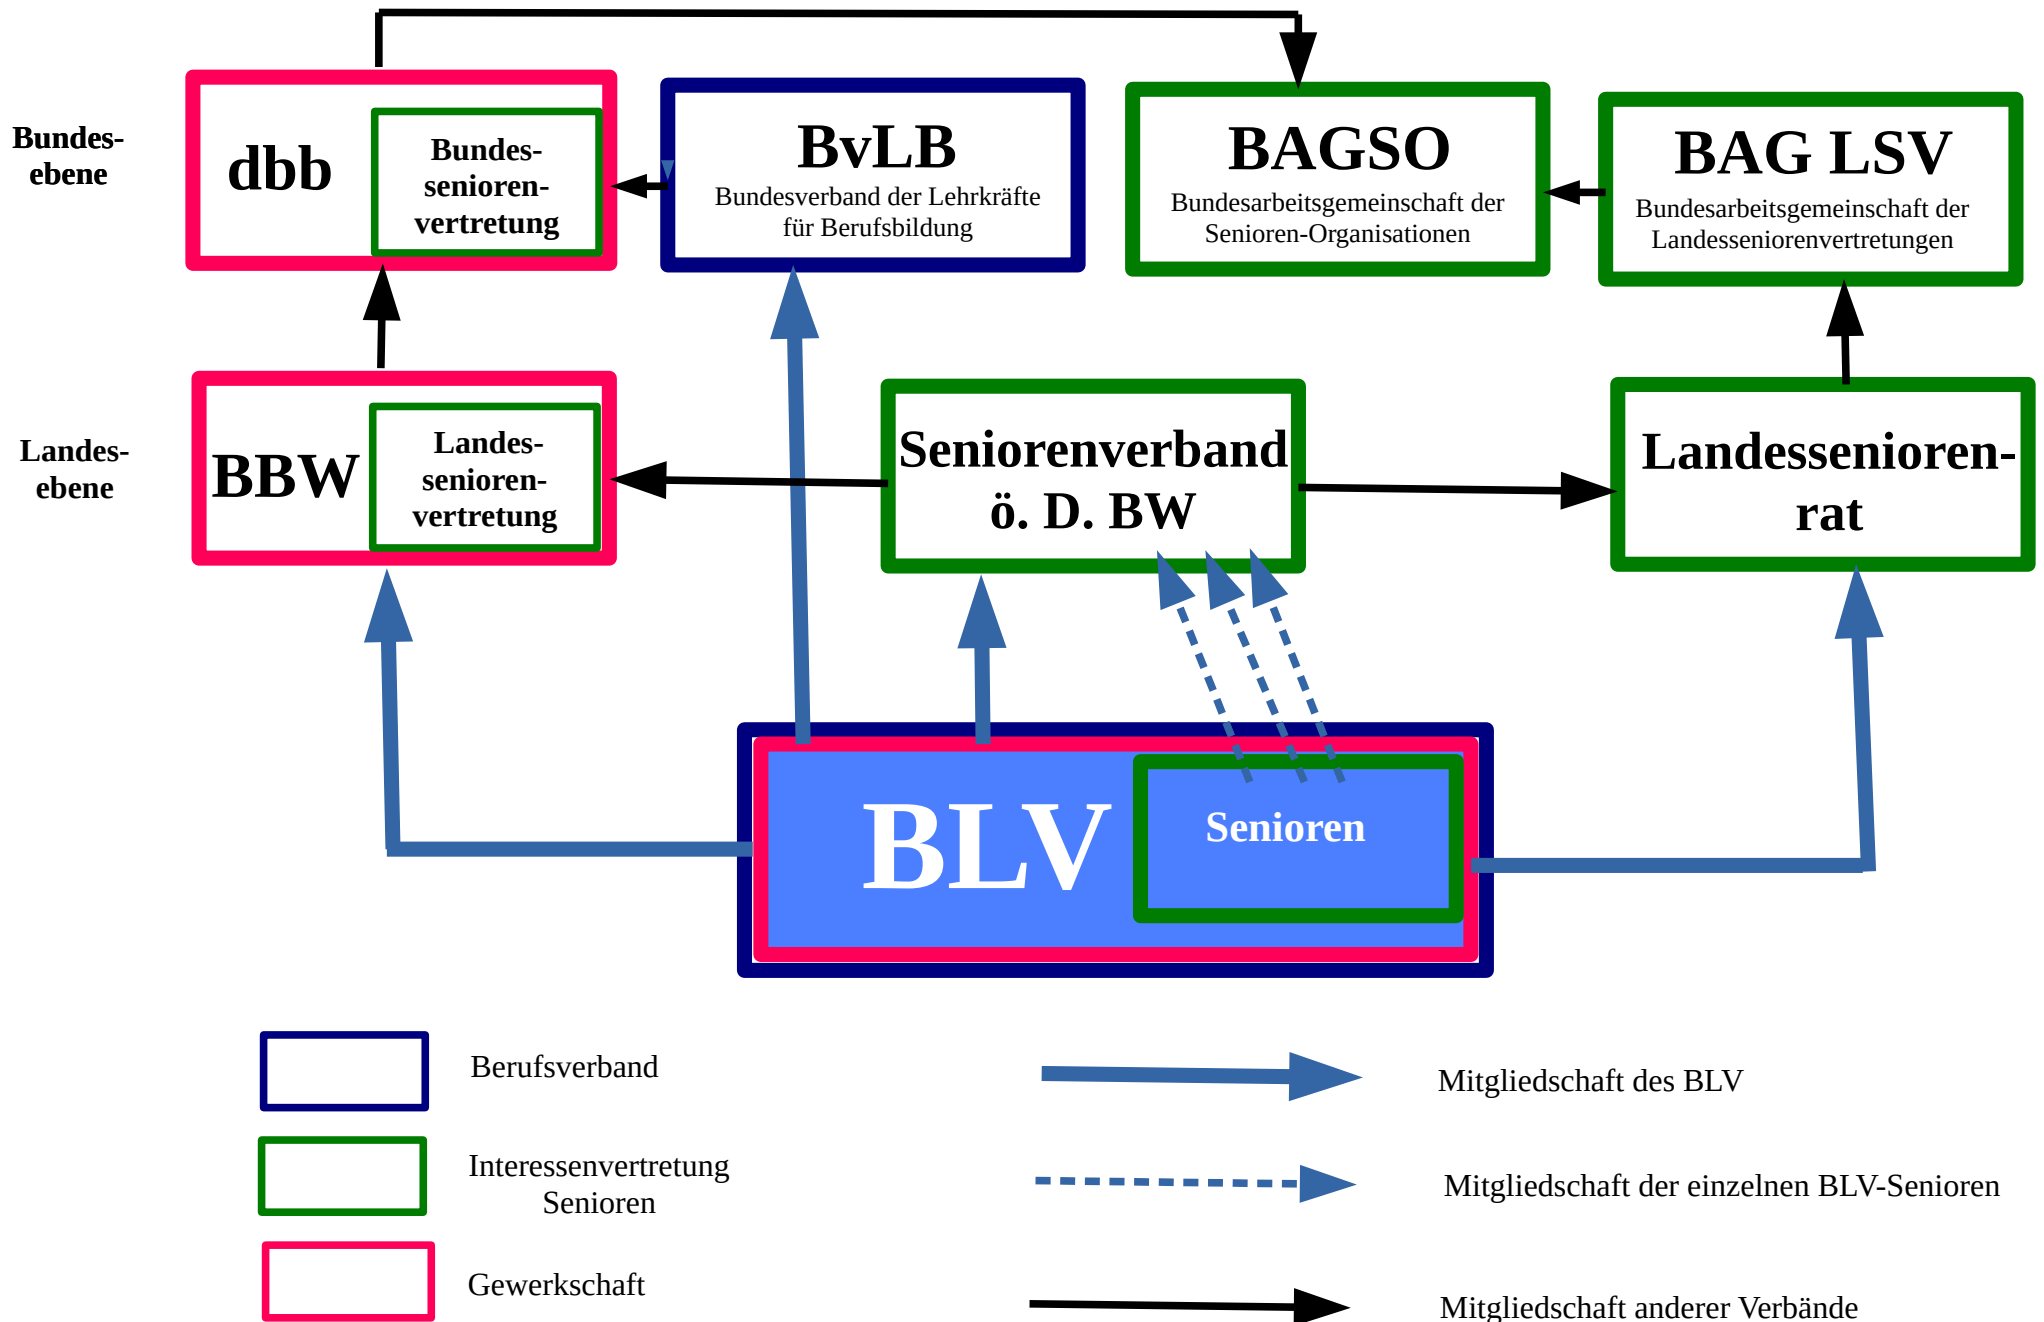 Bundes-
ebene
dbb
Bundes-
senioren-
vertretung
BvLB
Bundesverband der Lehrkräfte
für Berufsbildung
BAGSO
Bundesarbeitsgemeinschaft der
Senioren-Organisationen
BAG LSV
Bundesarbeitsgemeinschaft der
Landesseniorenvertretungen
Landes-
ebene
BBW
Landes-
senioren-
vertretung
Seniorenverband
ö. D. BW
Landessenioren-
rat
BLV
Senioren
Berufsverband
Mitgliedschaft des BLV
Interessenvertretung
Senioren
Mitgliedschaft der einzelnen BLV-Senioren
Gewerkschaft
Mitgliedschaft anderer Verbände